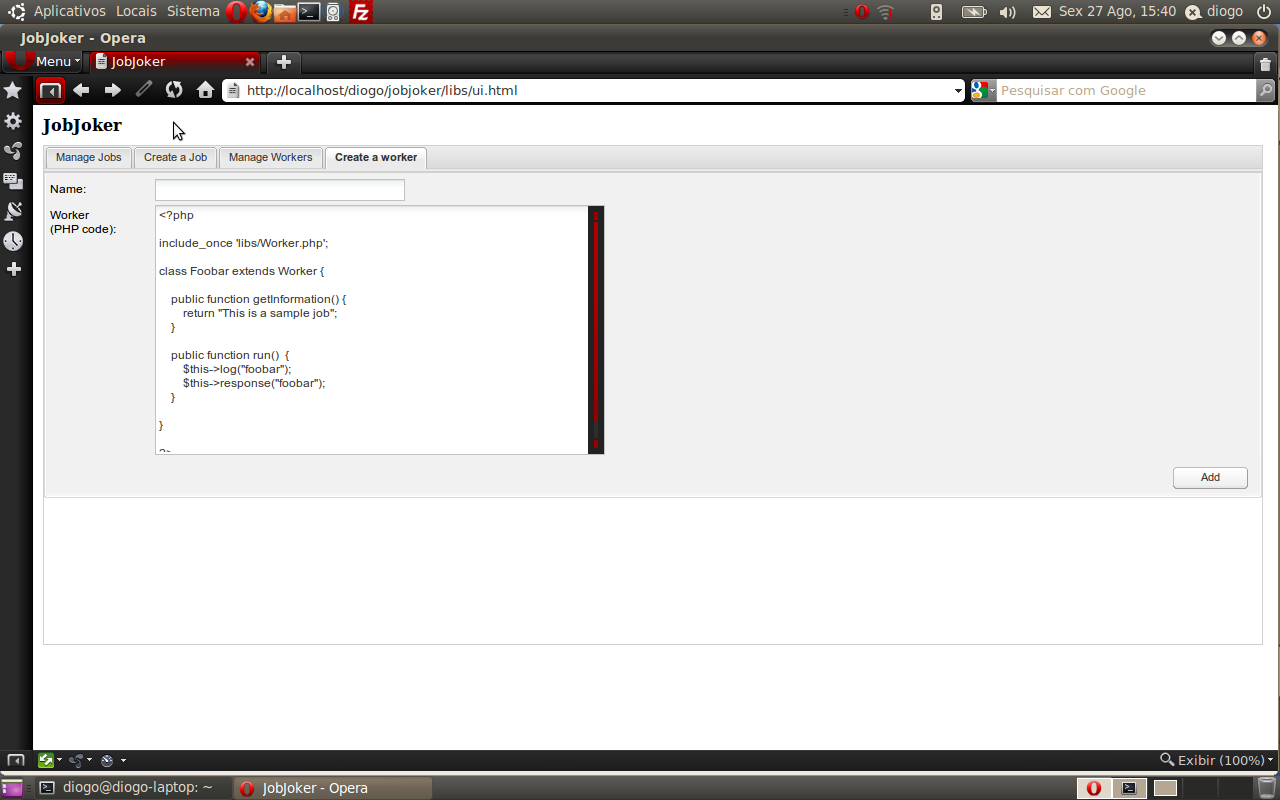 Aplicativos Locais Sistema Sex 27 Ago, 15:40 diogo
JobJoker - Opera
Menu JobJoker
http://localhost/diogo/jobjoker/libs/ui.html Pesquisar com Google
JobJoker
Manage Jobs Create a Job Manage Workers Create a worker
Name:
Worker
(PHP code):
<?php
include_once 'libs/Worker.php';
class Foobar extends Worker {
public function getInformation() {
return "This is a sample job";
}
public function run()  {
$this->log("foobar");
$this->response("foobar");
}
}
?>
Add
Exibir (100%)
diogo@diogo-laptop: ~ JobJoker - Opera